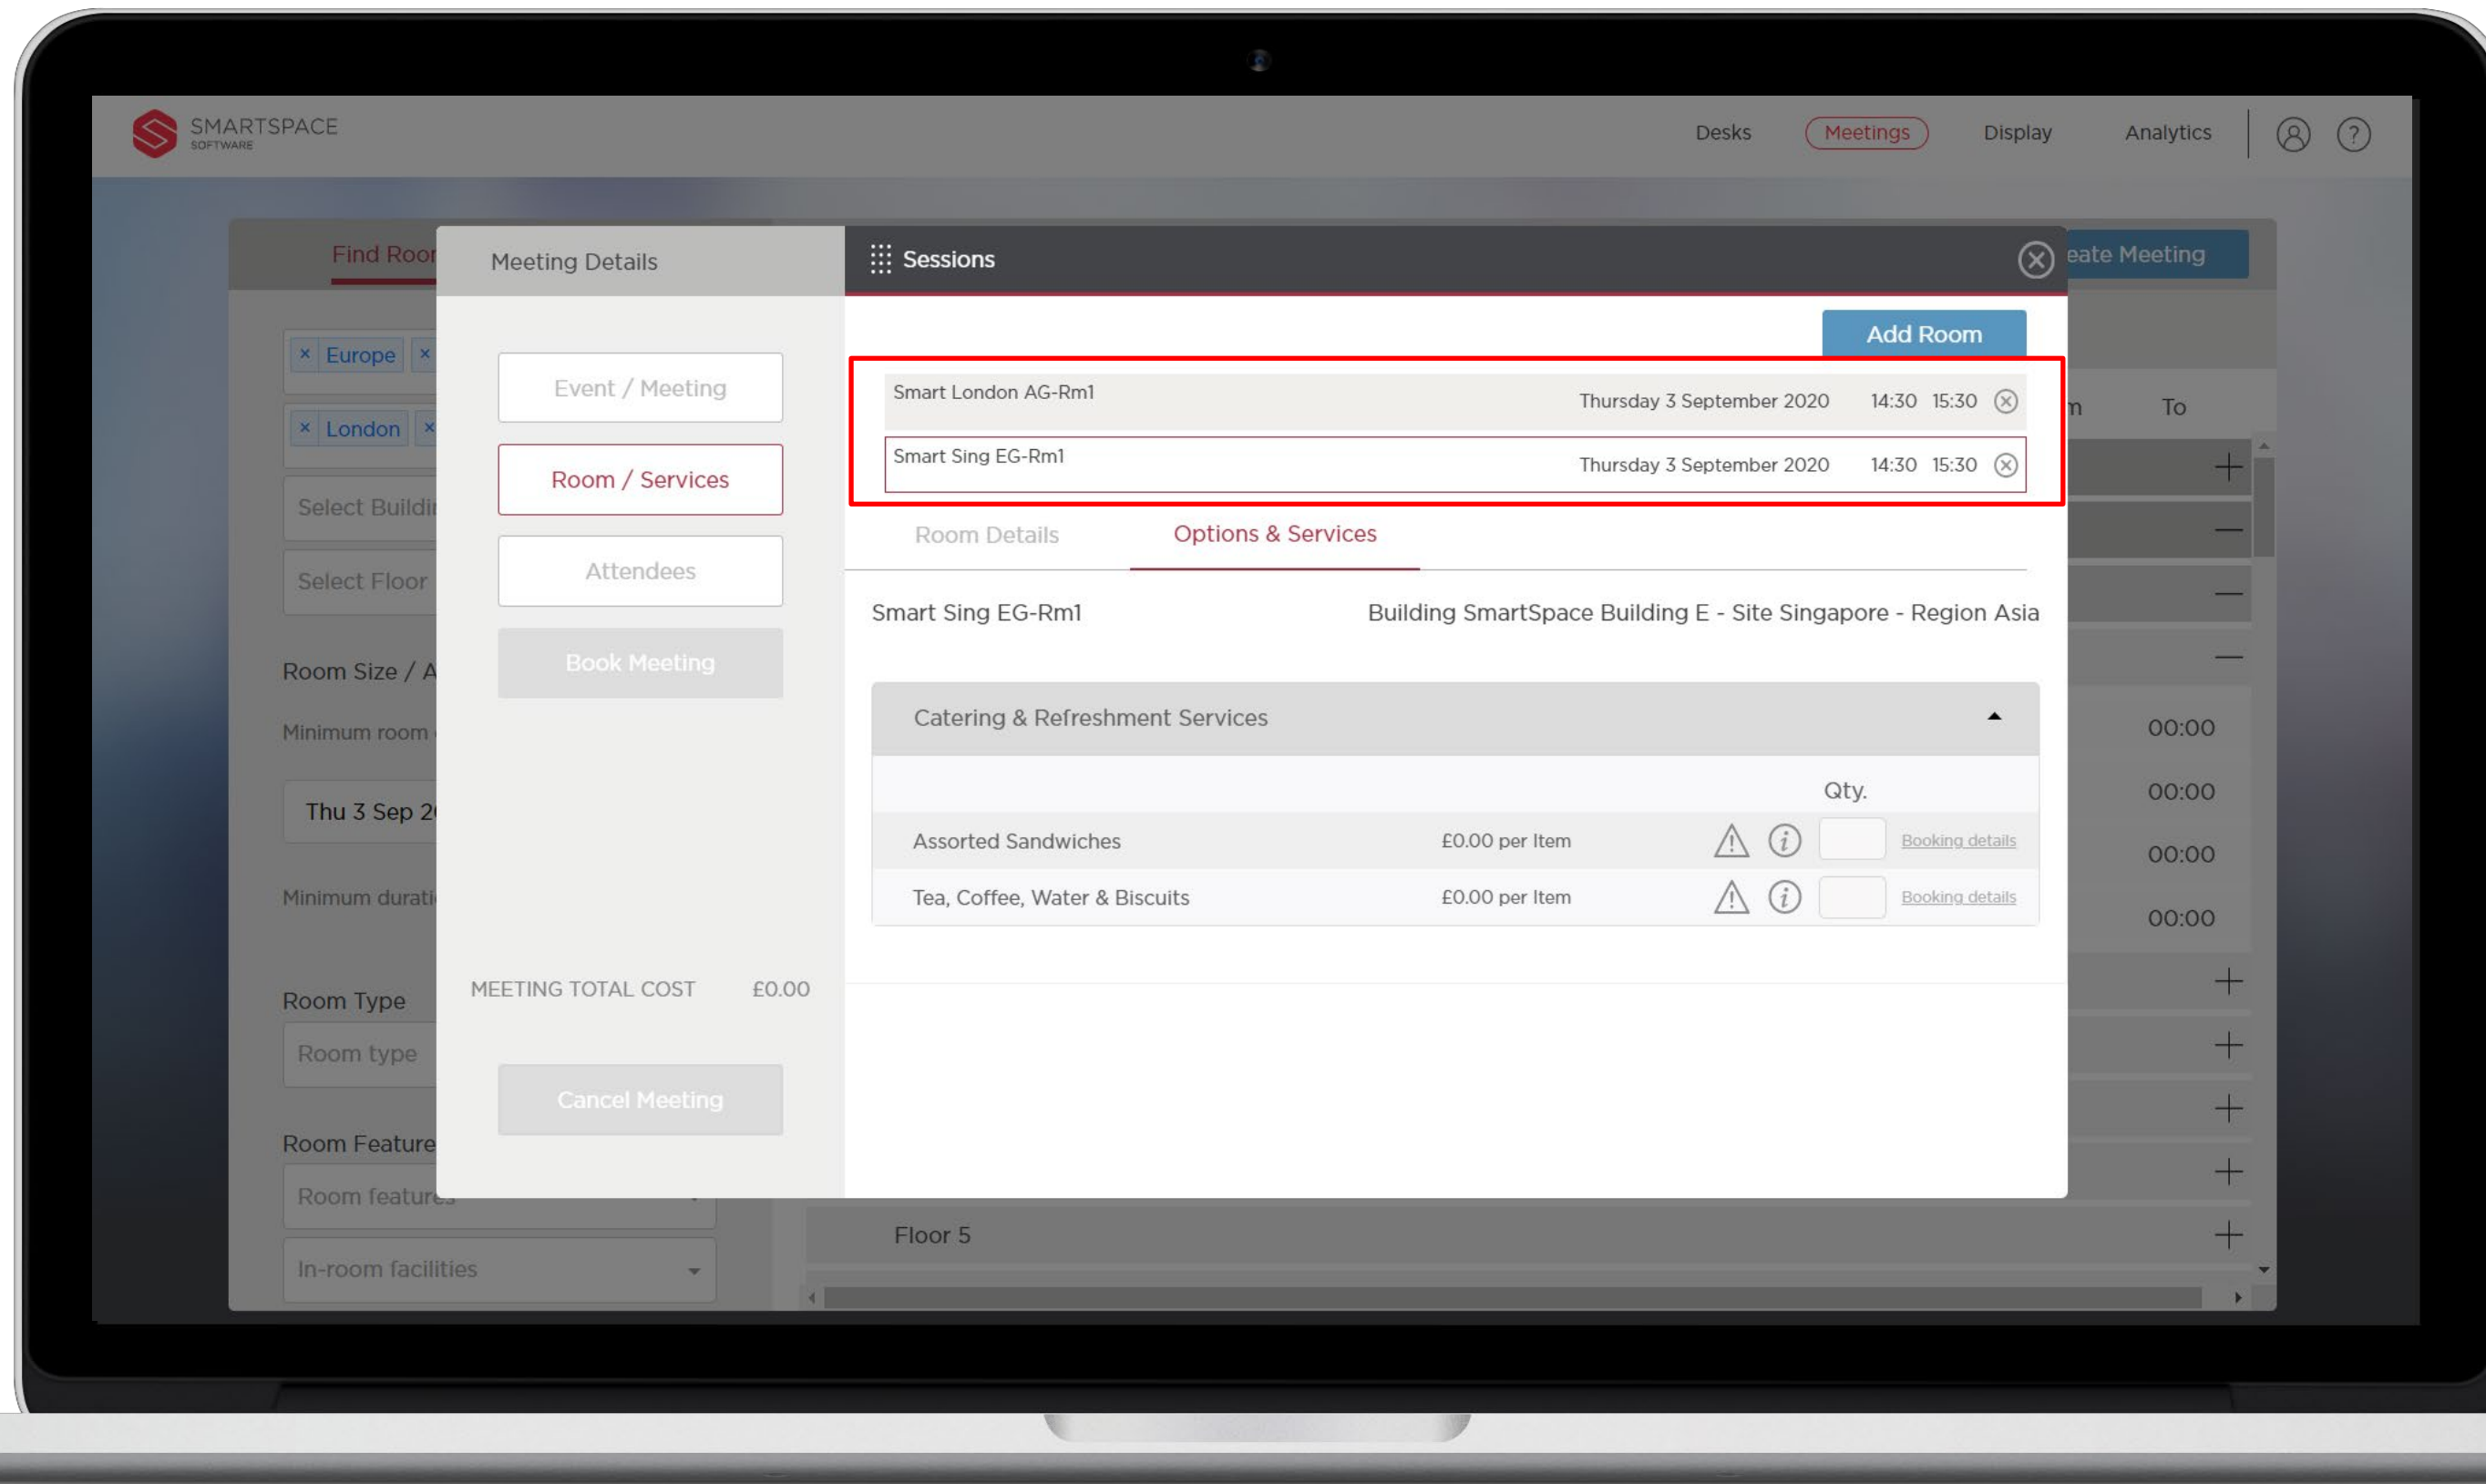 SMARTSPACE
SOFTWARE
Desks Meetings Display Analytics ?
Find Roo
Meeting Details
Sessions
eate Meeting
Add Room
× Europe ×
Event / Meeting
Smart London AG-Rm1 Thursday 3 September 2020 14:30 15:30
To
× London ×
Smart Sing EG-Rm1 Thursday 3 September 2020 14:30 15:30
Room / Services
Select Buildi
Room Details Options & Services
Attendees
Select Floor
Smart Sing EG-Rm1 Building SmartSpace Building E - Site Singapore - Region Asia
Book Meeting
Room Size / A
Catering & Refreshment Services
Minimum room
00:00
Qty.
00:00
Thu 3 Sep 2
Assorted Sandwiches £0.00 per Item Booking details
00:00
Minimum durati
Tea, Coffee, Water & Biscuits £0.00 per Item Booking details
00:00
MEETING TOTAL COST £0.00
Room Type
Room type
Cancel Meeting
Room Feature
Room features
Floor 5
In-room facilities